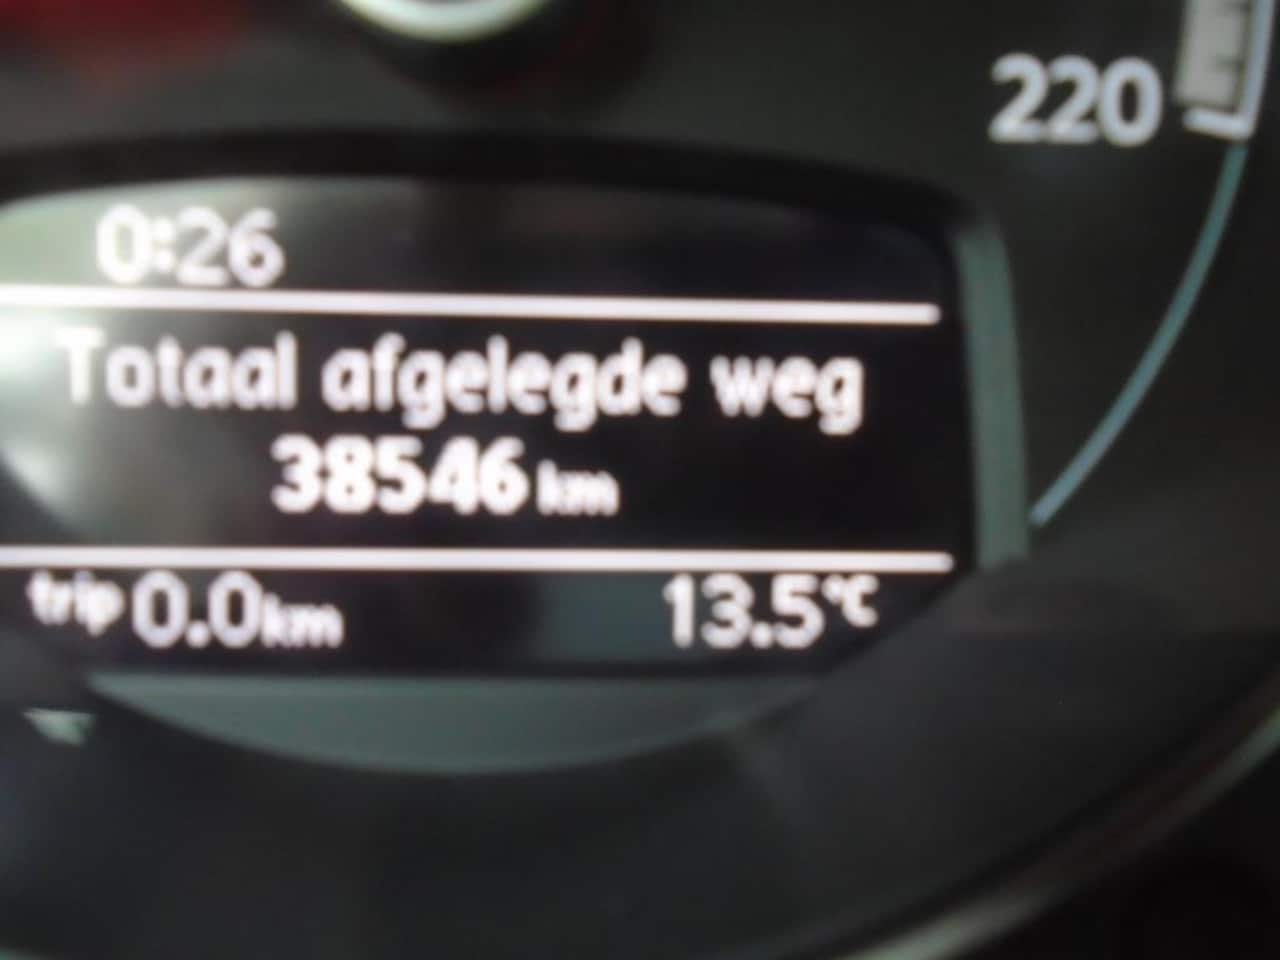 220
0:26
Totaal afgelegde weg
38546 km
trip 0.0 km 13.5°C